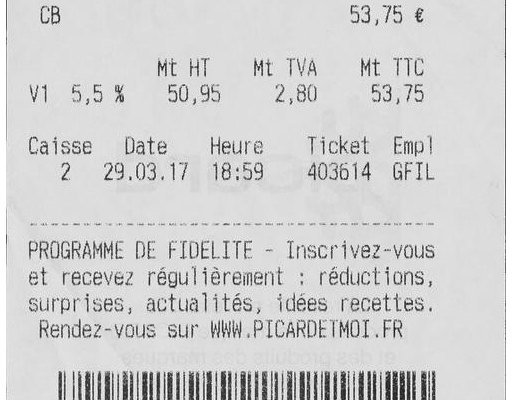 CB 53,75 €
Mt HT Mt TVA Mt TTC
V1 5,5 % 50,95 2,80 53,75
Caisse Date Heure Ticket Empl
2 29.03.17 18:59 403614 GFIL
PROGRAMME DE FIDELITE - Inscrivez-vous
et recevez régulièrement : réductions,
surprises, actualités, idées recettes.
Rendez-vous sur WWW.PICARDETMOI.FR